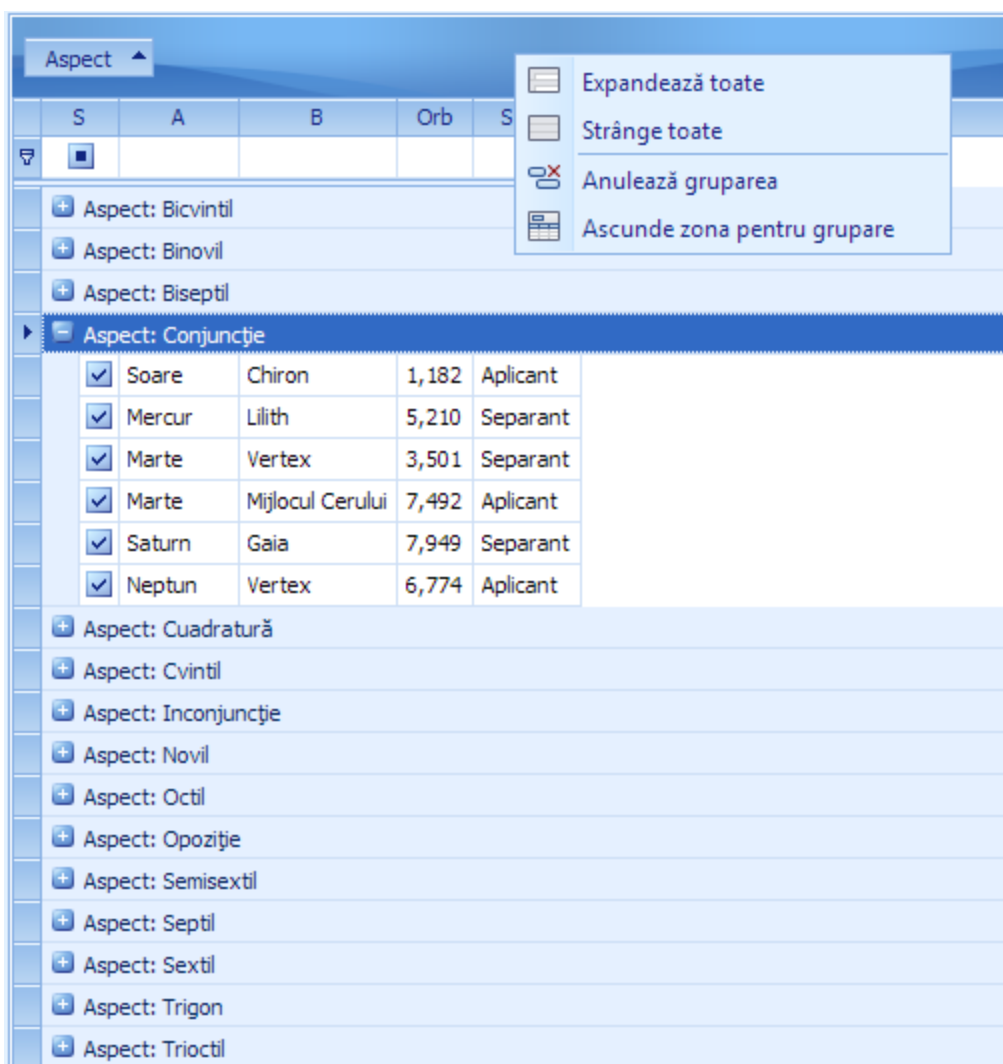 Aspect
Expandează toate
Strânge toate
Anulează gruparea
Ascunde zona pentru grupare
S A B Orb S
Aspect: Bicvintil
Aspect: Binovil
Aspect: Biseptil
Aspect: Conjuncţie
Soare Chiron 1,182 Aplicant
Mercur Lilith 5,210 Separant
Marte Vertex 3,501 Separant
Marte Mijlocul Cerului 7,492 Aplicant
Saturn Gaia 7,949 Separant
Neptun Vertex 6,774 Aplicant
Aspect: Cuadratură
Aspect: Cvintil
Aspect: Inconjuncţie
Aspect: Novil
Aspect: Octil
Aspect: Opoziţie
Aspect: Semisextil
Aspect: Septil
Aspect: Sextil
Aspect: Trigon
Aspect: Trioctil